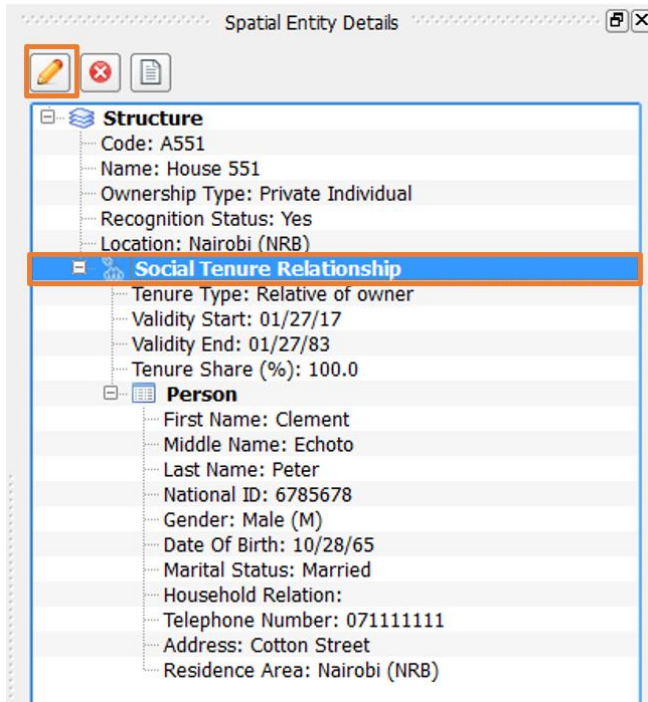 Spatial Entity Details
Structure
Code: A551
Name: House 551
Ownership Type: Private Individual
Recognition Status: Yes
Location: Nairobi (NRB)
Social Tenure Relationship
Tenure Type: Relative of owner
Validity Start: 01/27/17
Validity End: 01/27/83
Tenure Share (%): 100.0
Person
First Name: Clement
Middle Name: Echoto
Last Name: Peter
National ID: 6785678
Gender: Male (M)
Date Of Birth: 10/28/65
Marital Status: Married
Household Relation:
Telephone Number: 071111111
Address: Cotton Street
Residence Area: Nairobi (NRB)